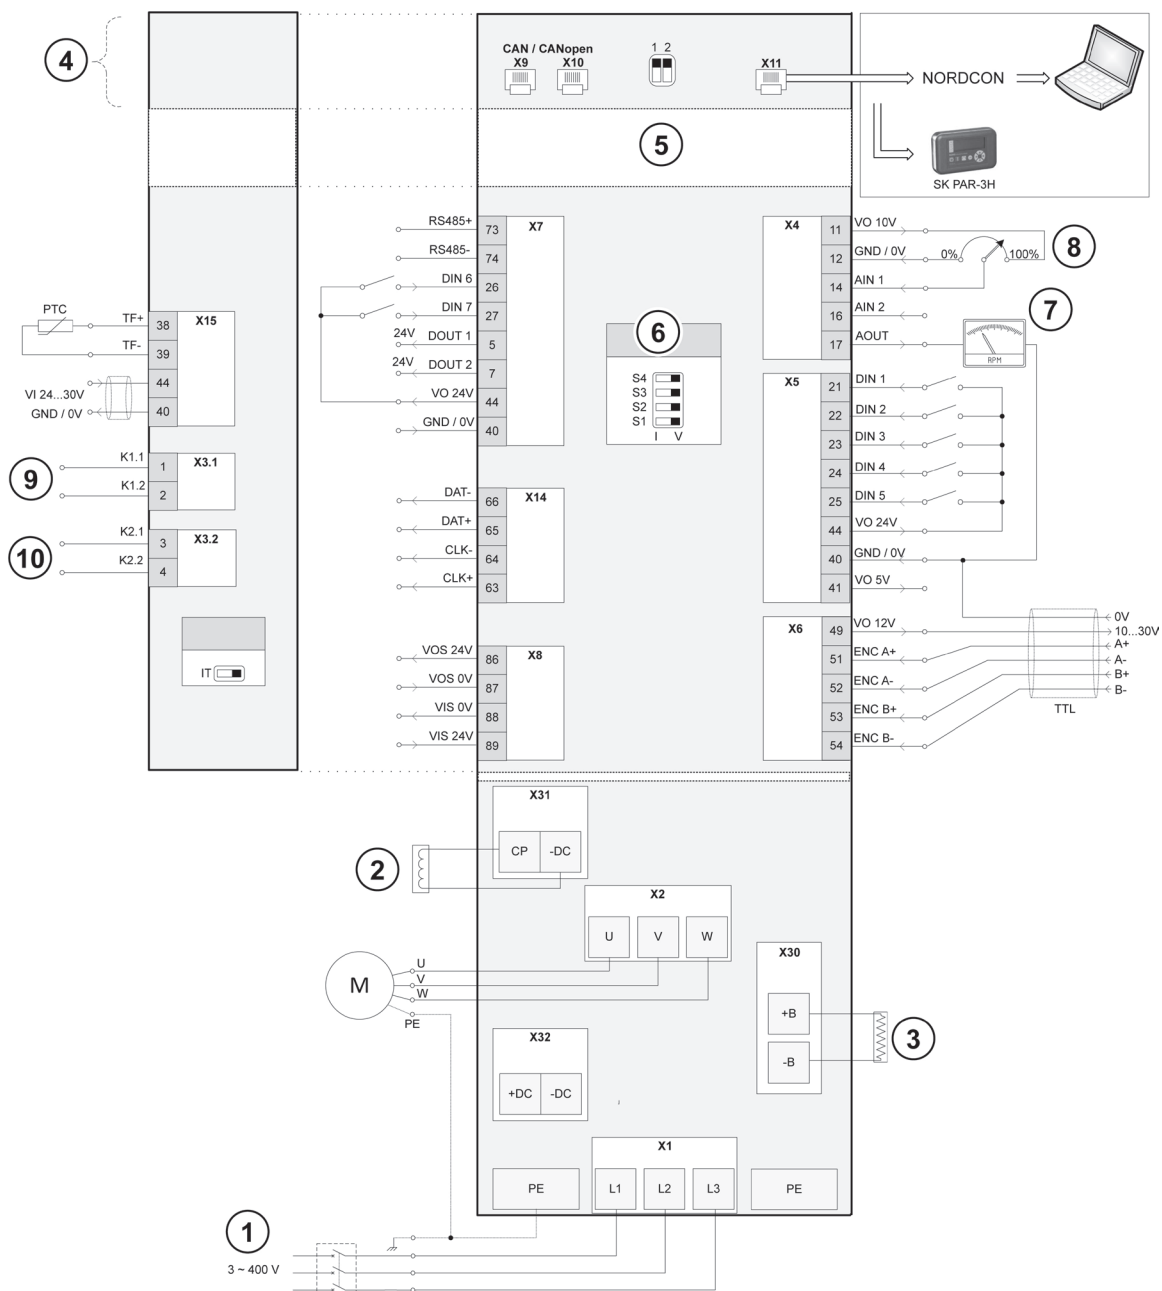 4
CAN / CANopen
X9
X10
1 2
X11
NORDCON
SK PAR-3H
5
RS485+
73
X7
RS485-
74
DIN 6
26
DIN 7
27
24V
DOUT 1
5
24V
DOUT 2
7
VO 24V
44
GND / 0V
40
X4
11
VO 10V
12
GND / 0V
0%
100%
8
14
AIN 1
16
AIN 2
17
AOUT
7
RPM
PTC
TF+
38
X15
TF-
39
VI 24...30V
44
GND / 0V
40
6
S4
S3
S2
S1
I V
X5
21
DIN 1
22
DIN 2
23
DIN 3
24
DIN 4
25
DIN 5
44
VO 24V
40
GND / 0V
41
VO 5V
9
K1.1
1
X3.1
K1.2
2
10
K2.1
3
X3.2
K2.2
4
DAT-
66
X14
DAT+
65
CLK-
64
CLK+
63
IT
X6
49
VO 12V
51
ENC A+
52
ENC A-
53
ENC B+
54
ENC B-
0V
10...30V
A+
A-
B+
B-
TTL
VOS 24V
86
X8
VOS 0V
87
VIS 0V
88
VIS 24V
89
X31
CP
-DC
2
X2
U
V
W
M
U
V
W
PE
X30
+B
-B
3
X32
+DC
-DC
X1
PE
L1
L2
L3
PE
1
3 ~ 400 V